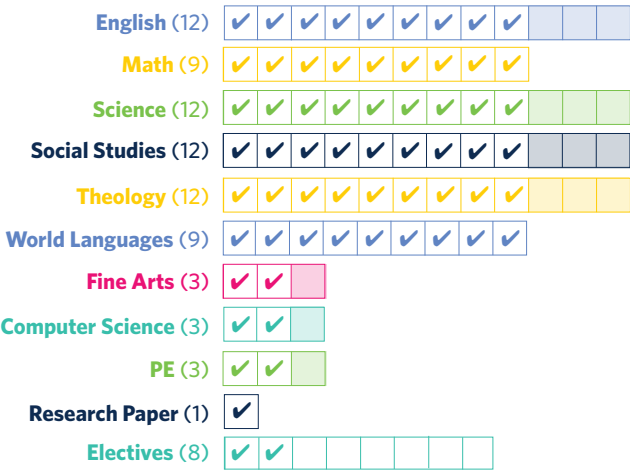 English (12)
Math (9)
Science (12)
Social Studies (12)
Theology (12)
World Languages (9)
Fine Arts (3)
Computer Science (3)
PE (3)
Research Paper (1)
Electives (8)